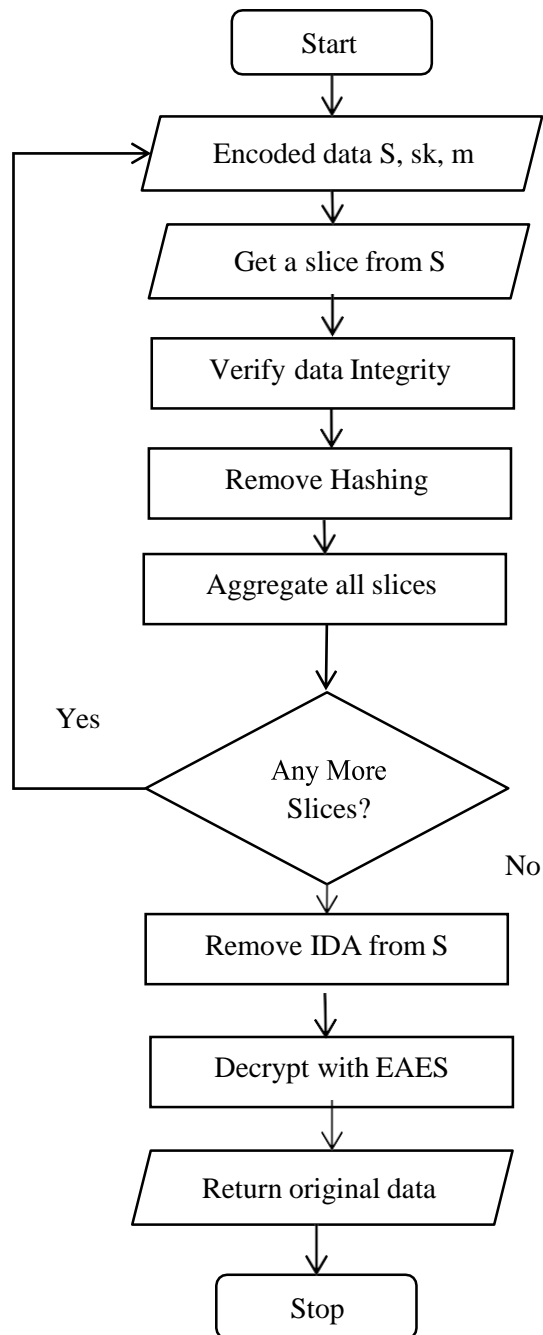 Start
Encoded data S, sk, m
Get a slice from S
Verify data Integrity
Remove Hashing
Aggregate all slices
Yes
Any More
Slices?
No
Remove IDA from S
Decrypt with EAES
Return original data
Stop